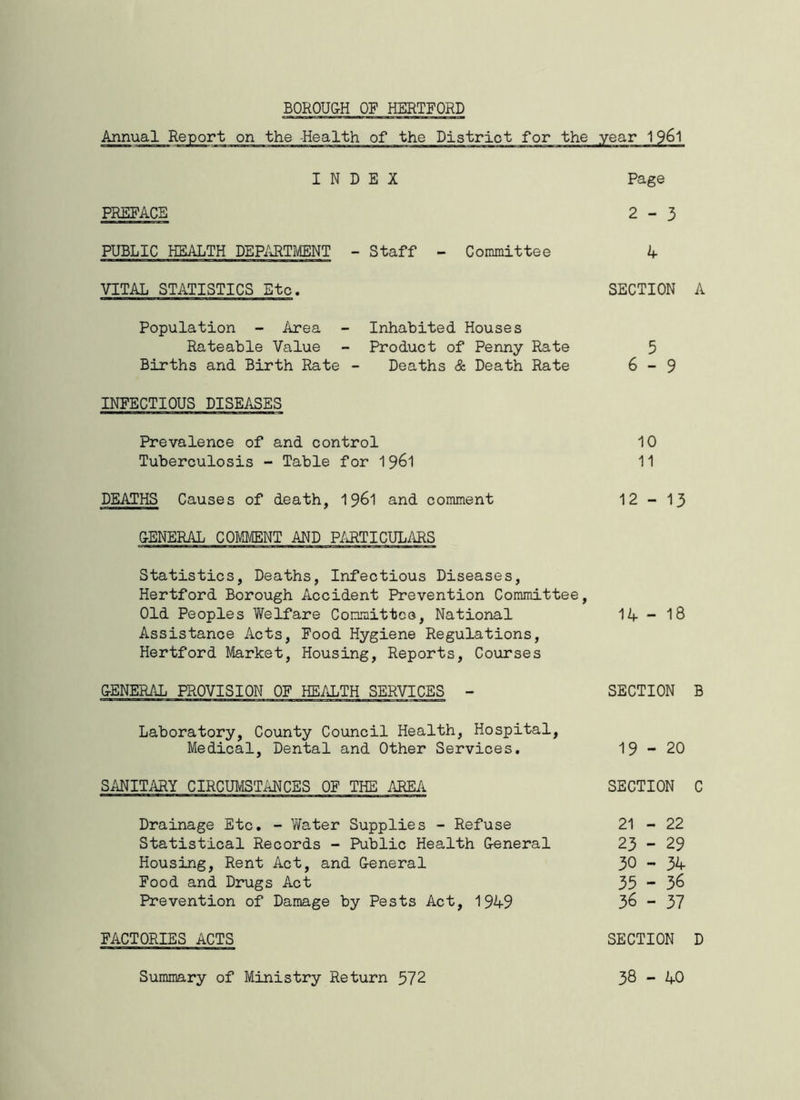 BOROUGH OF HERTFORD
Annual Report on the Health of the District for the year 1961
INDEX Page
PREFACE 2 - 3
PUBLIC HEALTH DEPARTMENT - Staff - Committee 4
VITAL STATISTICS Etc. SECTION A
Population - Area - Inhabited Houses
Rateable Value - Product of Penny Rate 5
Births and Birth Rate - Deaths & Death Rate 6 - 9
INFECTIOUS DISEASES
Prevalence of and control 10
Tuberculosis - Table for 1961 11
DEATHS Causes of death, 1961 and comment 12 - 13
GENERAL COMMENT AND PARTICULARS
Statistics, Deaths, Infectious Diseases,
Hertford Borough Accident Prevention Committee,
Old Peoples Welfare Committee, National 14 - 18
Assistance Acts, Food Hygiene Regulations,
Hertford Market, Housing, Reports, Courses
GENERAL PROVISION OF HEALTH SERVICES - SECTION B
Laboratory, County Council Health, Hospital,
Medical, Dental and Other Services. 19 - 20
SANITARY CIRCUMSTANCES OF THE AREA SECTION C
Drainage Etc. - Water Supplies - Refuse 21 - 22
Statistical Records - Public Health General 23 - 29
Housing, Rent Act, and General 30 - 34
Food and Drugs Act 35 - 36
Prevention of Damage by Pests Act, 1949 36 - 37
FACTORIES ACTS SECTION D
Summary of Ministry Return 572 38 - 40